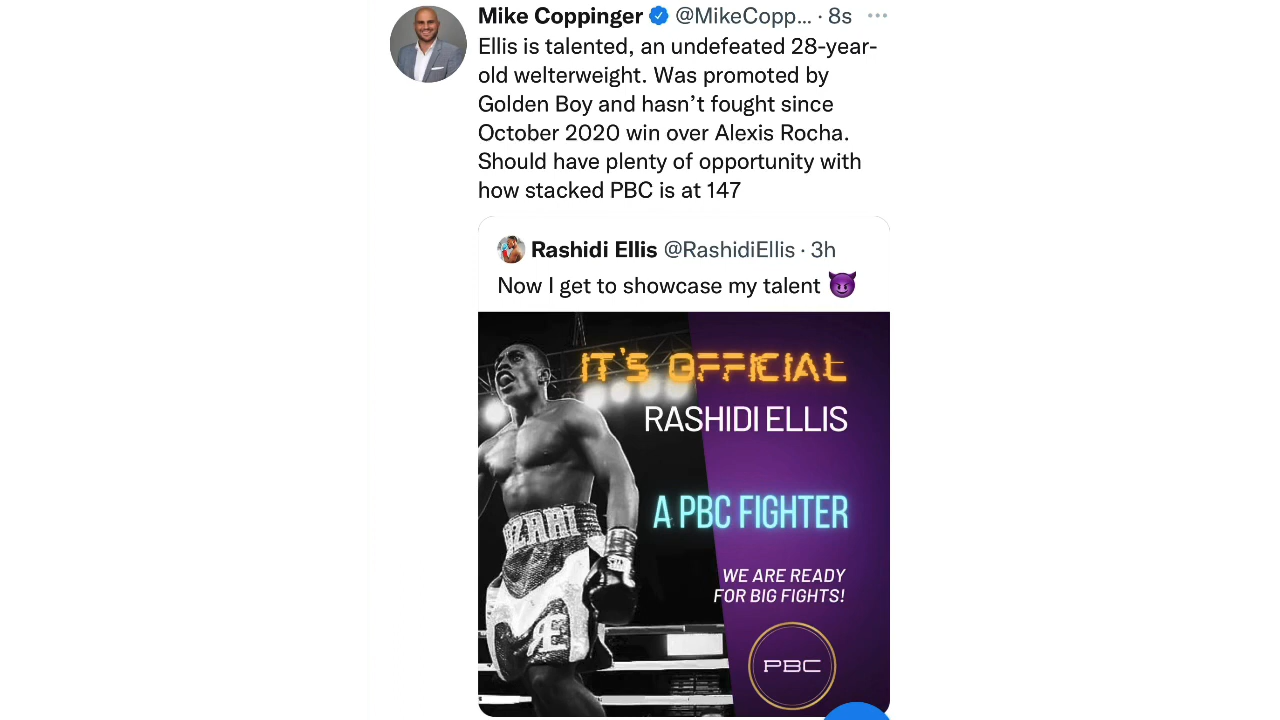 Mike Coppinger @MikeCopp... · 8s
Ellis is talented, an undefeated 28-year-
old welterweight. Was promoted by
Golden Boy and hasn’t fought since
October 2020 win over Alexis Rocha.
Should have plenty of opportunity with
how stacked PBC is at 147
Rashidi Ellis @RashidiEllis · 3h
Now I get to showcase my talent 😈
IT'S OFFICIAL
RASHIDI ELLIS
A PBC FIGHTER
WE ARE READY
FOR BIG FIGHTS!
PBC